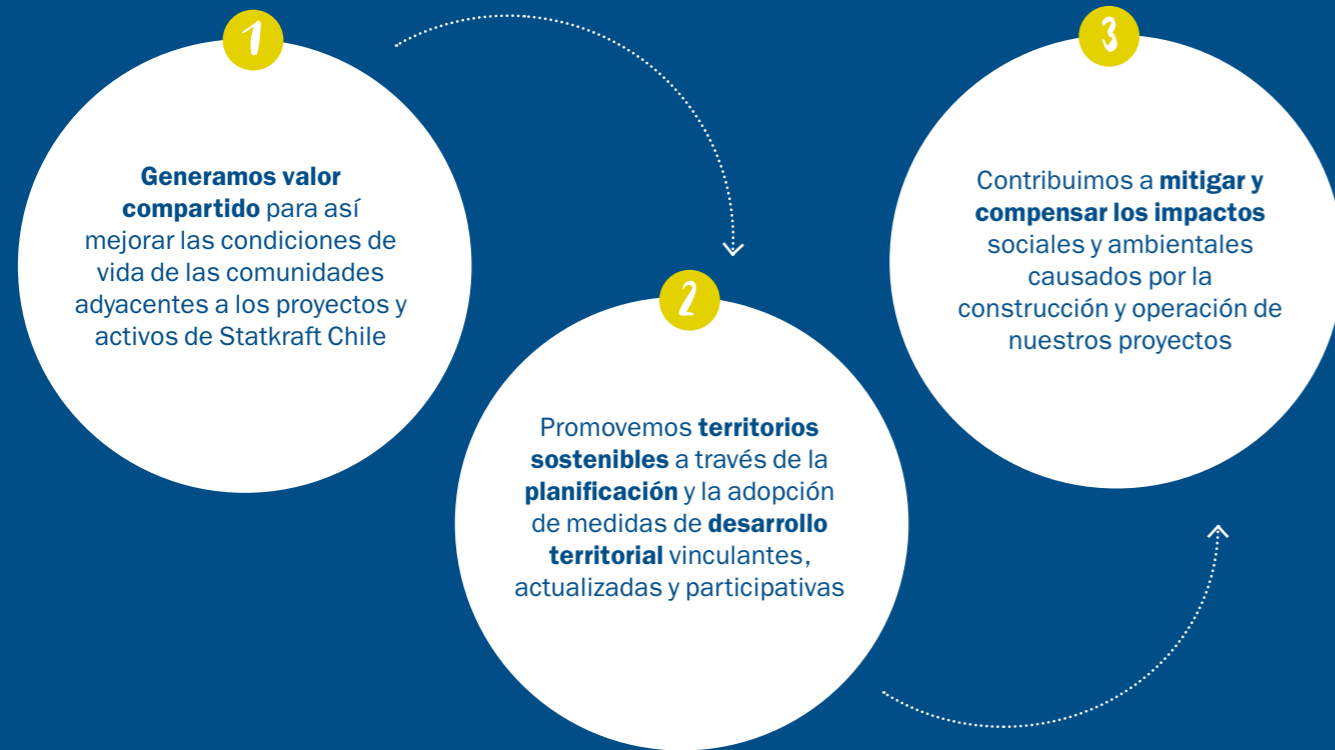 1
Generamos valor
compartido para así
mejorar las condiciones de
vida de las comunidades
adyacentes a los proyectos y
activos de Statkraft Chile
2
Promovemos territorios
sostenibles a través de la
planificación y la adopción
de medidas de desarrollo
territorial vinculantes,
actualizadas y participativas
3
Contribuimos a mitigar y
compensar los impactos
sociales y ambientales
causados por la
construcción y operación de
nuestros proyectos